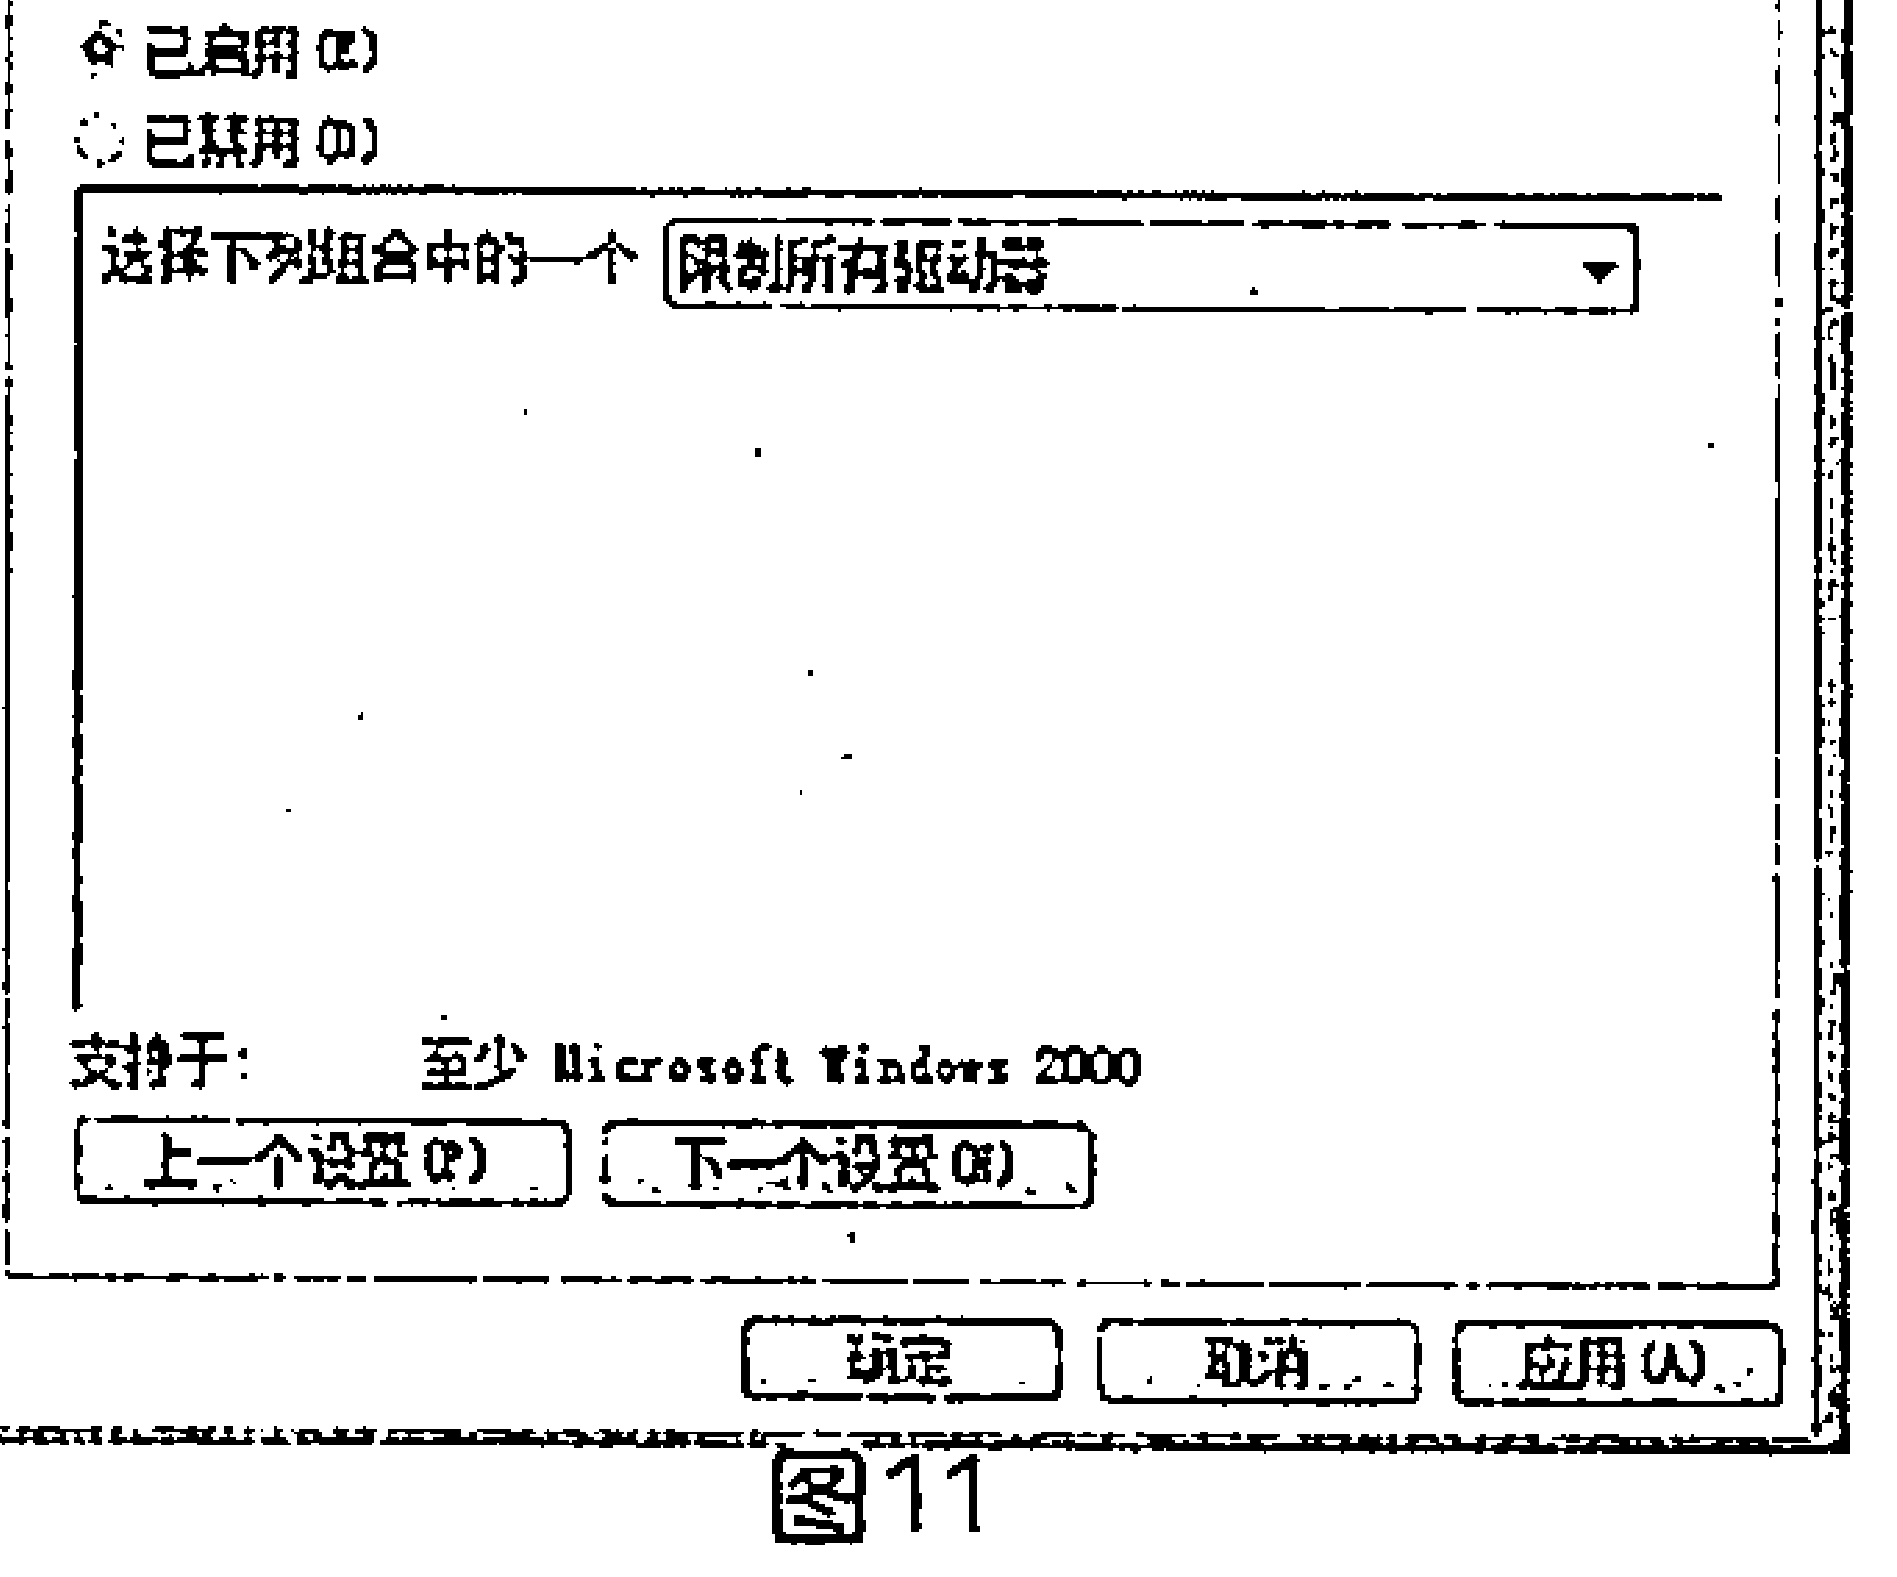 已启用(E)
已禁用(D)
选择下列组合中的一个 限制所有驱动器
支持于: 至少 Microsoft Windows 2000
上一个设置(P) 下一个设置(N)
确定 取消 应用(A)
图11